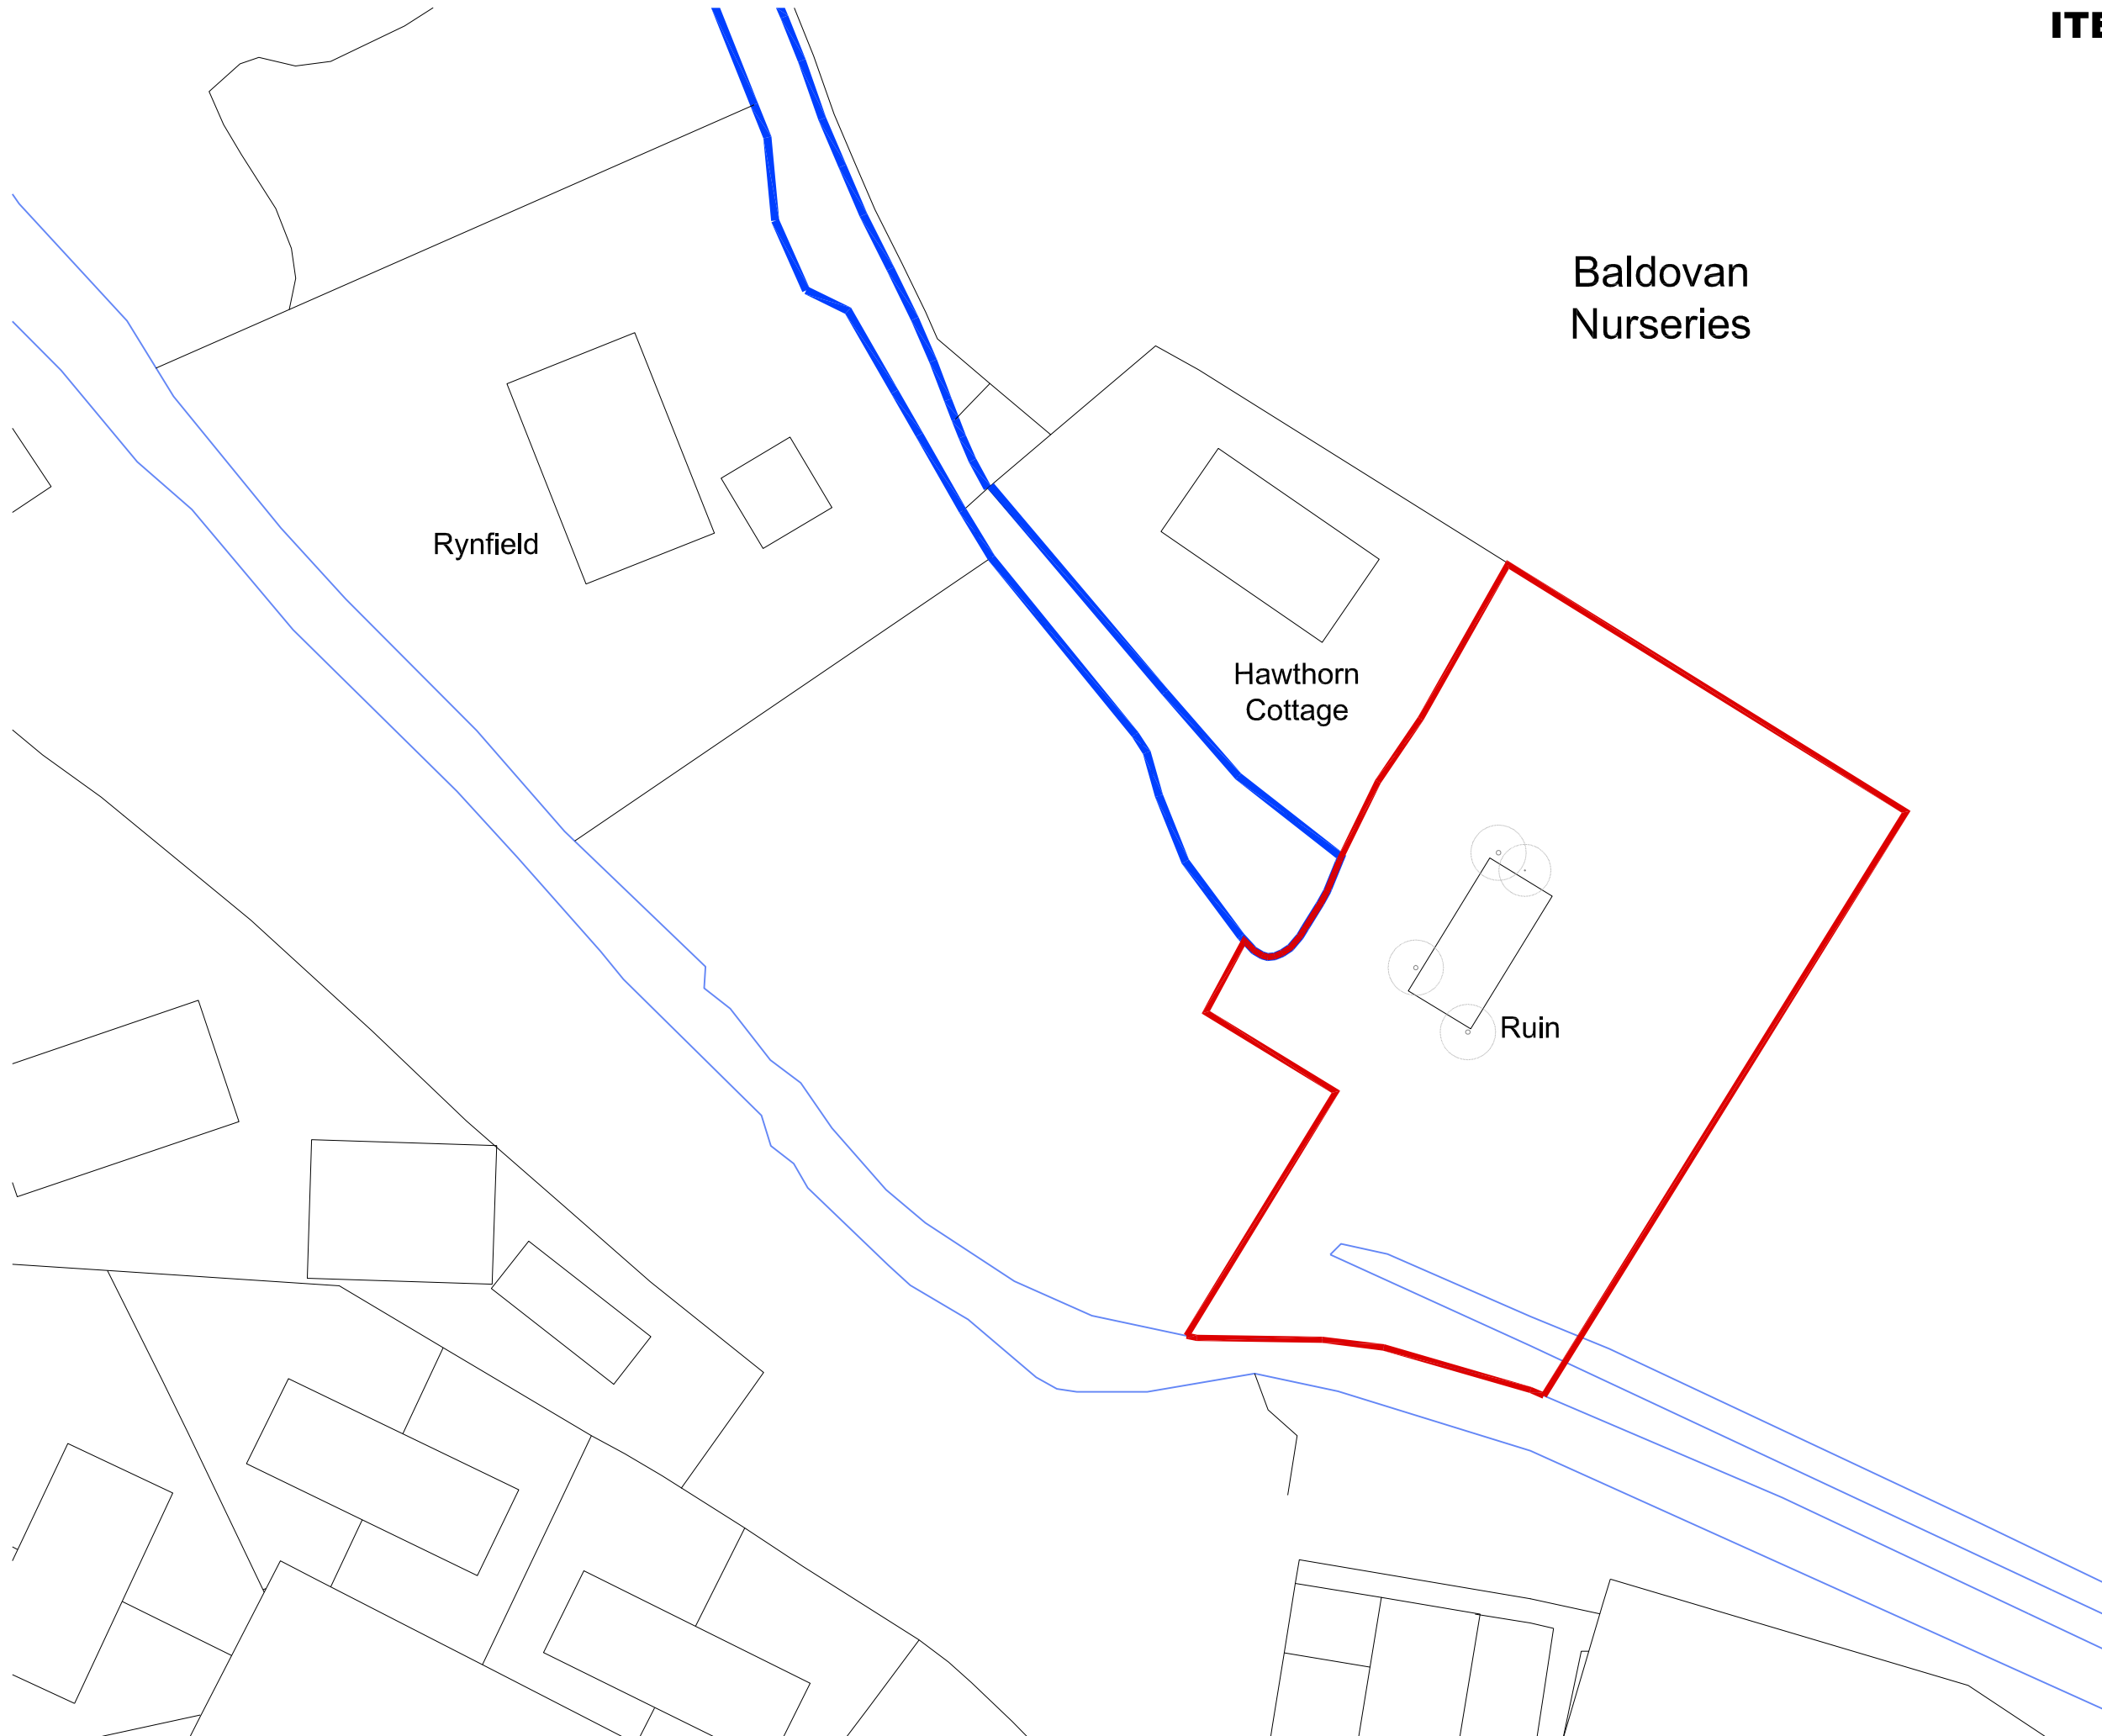 Baldovan
Nurseries
Rynfield
Hawthorn
Cottage
Ruin